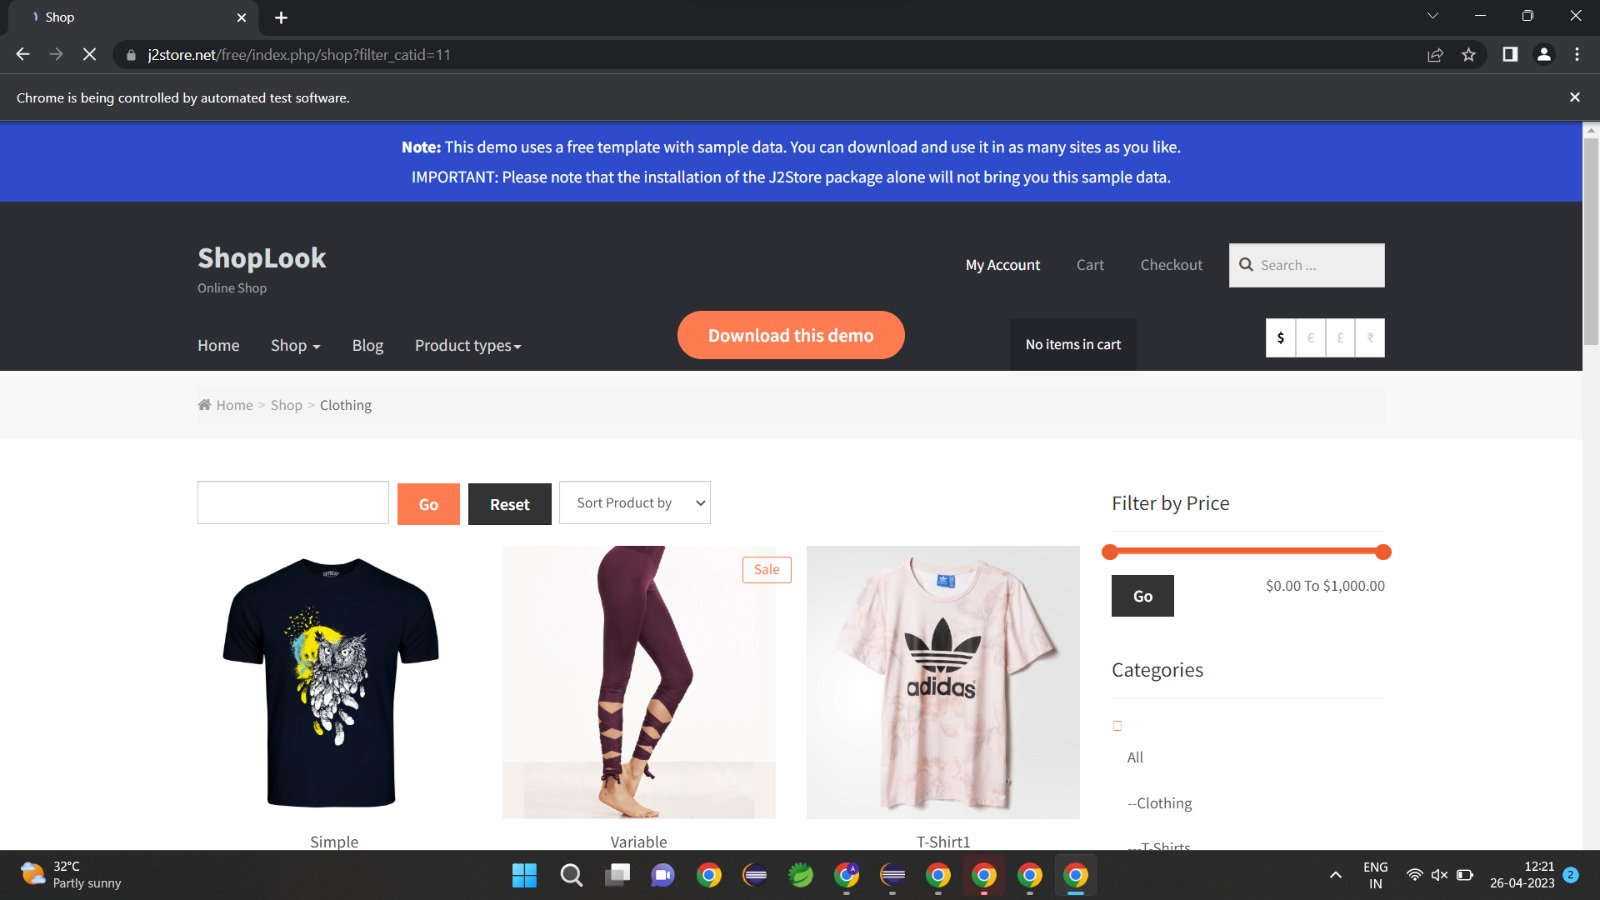 Shop
j2store.net/free/index.php/shop?filter_catid=11
Chrome is being controlled by automated test software.
Note: This demo uses a free template with sample data. You can download and use it in as many sites as you like.
IMPORTANT: Please note that the installation of the J2Store package alone will not bring you this sample data.
ShopLook
Online Shop
My Account Cart Checkout Search ...
Home Shop Blog Product types Download this demo No items in cart $ € £ ₹
Home > Shop > Clothing
Go Reset Sort Product by
Filter by Price
$0.00 To $1,000.00
Go
Sale
adidas
Categories
All
--Clothing
---T-Shirts
Simple Variable T-Shirt1
32°C
Partly sunny
ENG
IN
12:21
26-04-2023
2